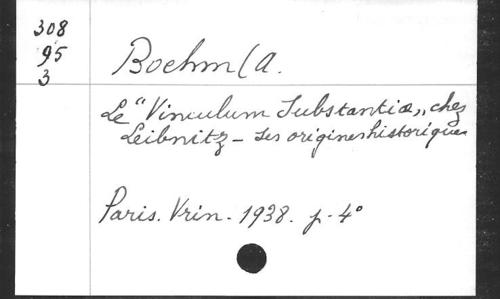 308
95
3
Boehm (A.
Le "Vinculum Substantiæ" chez
Leibnitz - Ses origines historiques
Paris. Vrin. - 1938. p. 4°